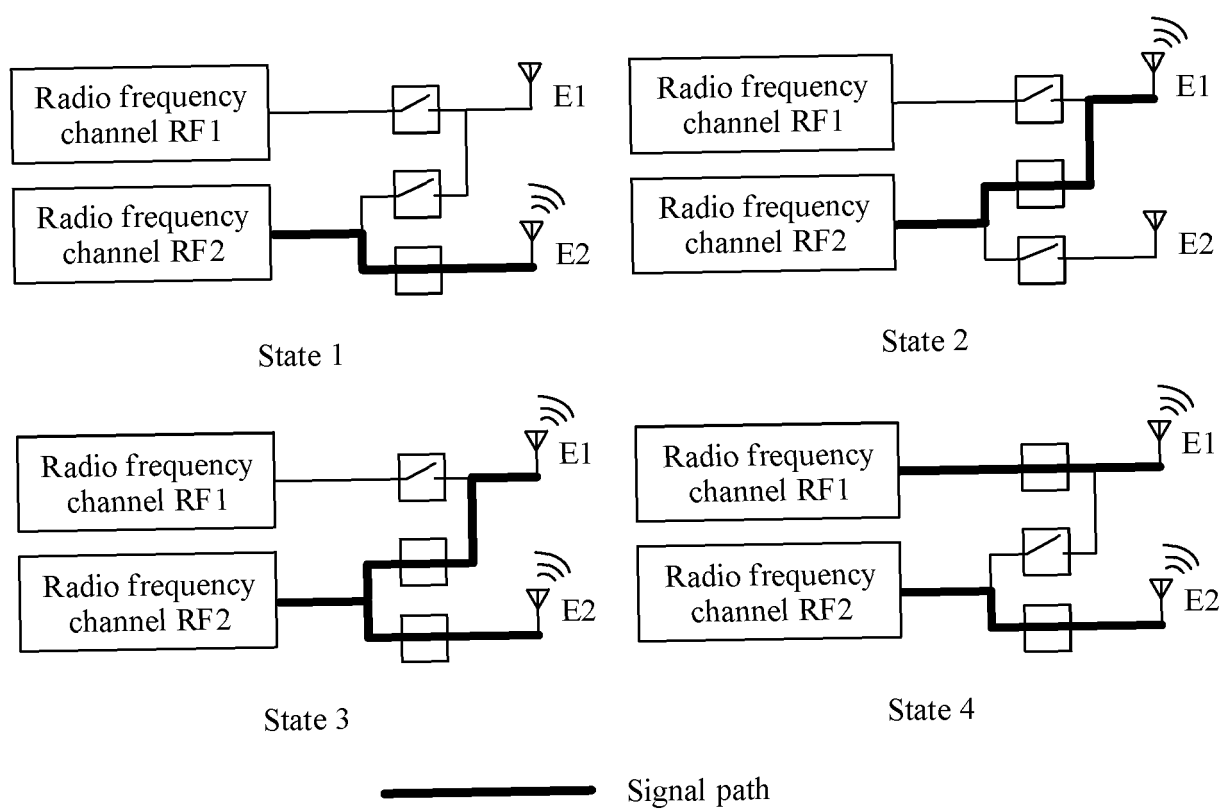 Radio frequency
channel RF1
E1
Radio frequency
channel RF2
E2
State 1
Radio frequency
channel RF1
E1
Radio frequency
channel RF2
E2
State 2
Radio frequency
channel RF1
E1
Radio frequency
channel RF2
E2
State 3
Radio frequency
channel RF1
E1
Radio frequency
channel RF2
E2
State 4
Signal path